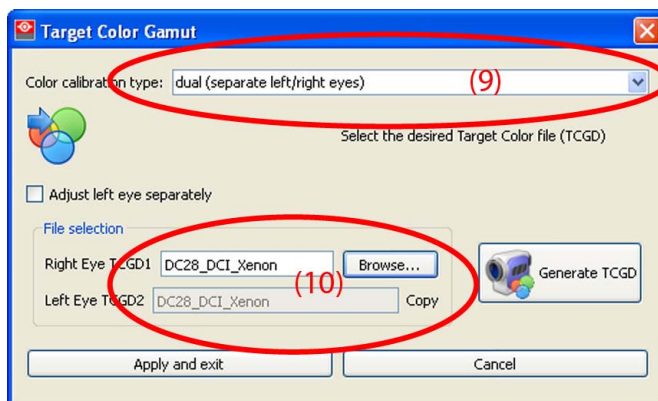 Target Color Gamut
Color calibration type: dual (separate left/right eyes) (9)
Select the desired Target Color file (TCGD)
Adjust left eye separately
File selection
Right Eye TCGD1 DC28_DCI_Xenon Browse...
(10)
Generate TCGD
Left Eye TCGD2 DC28_DCI_Xenon Copy
Apply and exit Cancel